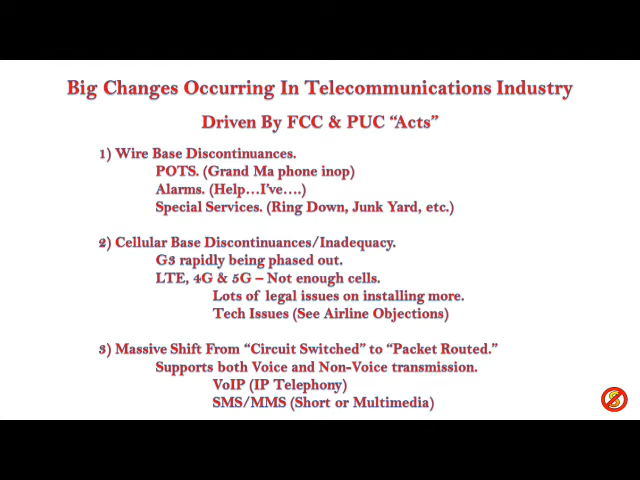 Big Changes Occurring In Telecommunications Industry
Driven By FCC & PUC “Acts”
1) Wire Base Discontinuances.
POTS. (Grand Ma phone inop)
Alarms. (Help…I’ve….)
Special Services. (Ring Down, Junk Yard, etc.)
2) Cellular Base Discontinuances/Inadequacy.
G3 rapidly being phased out.
LTE, 4G & 5G – Not enough cells.
Lots of legal issues on installing more.
Tech Issues (See Airline Objections)
3) Massive Shift From “Circuit Switched” to “Packet Routed.”
Supports both Voice and Non-Voice transmission.
VoIP (IP Telephony)
SMS/MMS (Short or Multimedia)